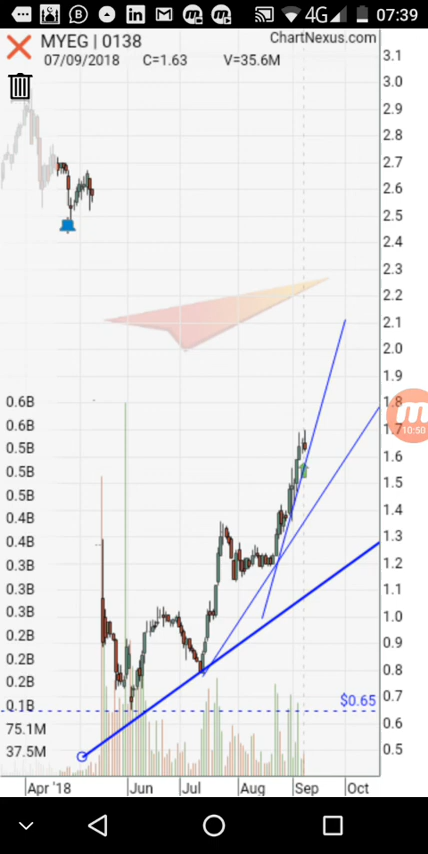 4G 07:39
MYEG | 0138
ChartNexus.com
07/09/2018 C=1.63 V=35.6M
3.1
3.0
2.9
2.8
2.7
2.6
2.5
2.4
2.3
2.2
2.1
2.0
1.9
0.6B
1.8
0.6B
1.7
0.5B
1.6
0.5B
1.5
0.5B
0.4B
1.4
0.4B
1.3
0.3B
1.2
0.3B
0.3B
1.0
0.2B
0.9
0.2B
0.8
0.2B
0.7
0.1B
$0.65
75.1M
0.6
37.5M
0.5
10:50
Apr '18 Jun Jul Aug Sep Oct